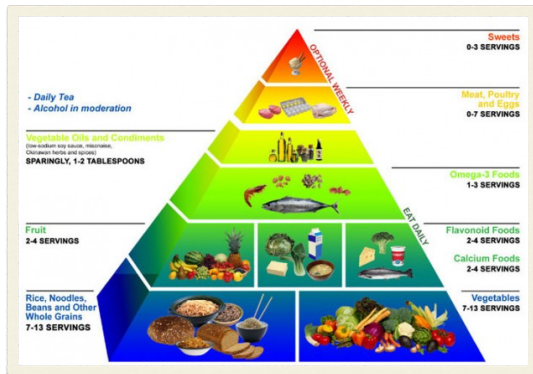 Sweets
0-3 SERVINGS
OPTIONAL WEEKLY
- Daily Tea
- Alcohol in moderation
Meat, Poultry
and Eggs
0-7 SERVINGS
Vegetable Oils and Condiments
(low-sodium soy sauce,
Okinawan herbs and spices)
SPARINGLY, 1-2 TABLESPOONS
Omega-3 Foods
1-3 SERVINGS
EAT DAILY
Fruit
2-4 SERVINGS
Flavonoid Foods
2-4 SERVINGS
Calcium Foods
2-4 SERVINGS
Rice, Noodles,
Beans and Other
Whole Grains
7-13 SERVINGS
Vegetables
7-13 SERVINGS